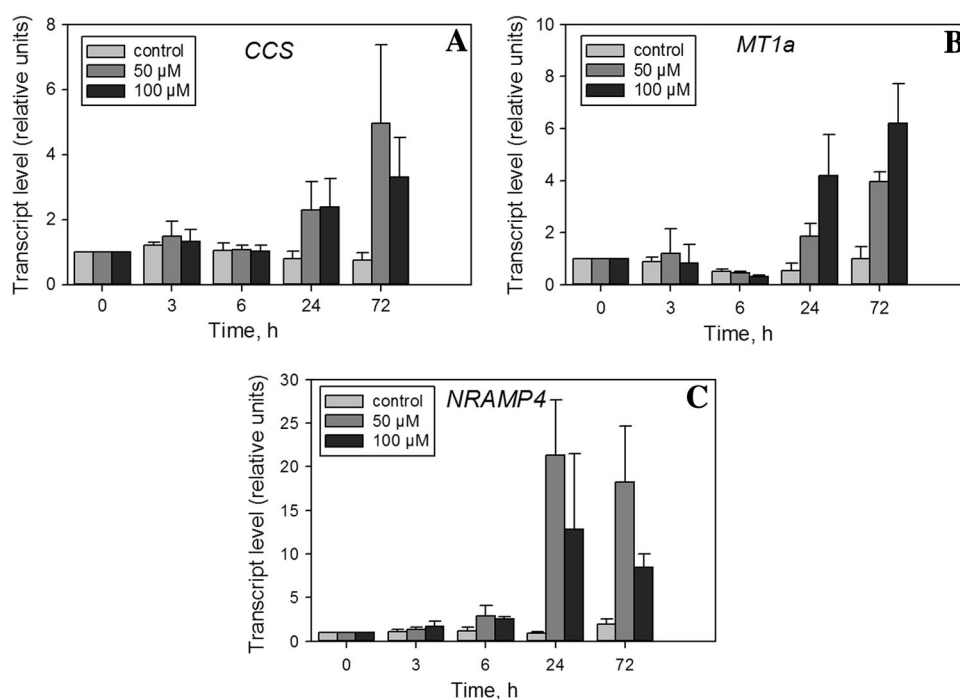 A
CCS
control
50 µM
100 µM
Transcript level (relative units)
8
6
4
2
0
0 3 6 24 72
Time, h
B
MT1a
control
50 µM
100 µM
Transcript level (relative units)
10
8
6
4
2
0
0 3 6 24 72
Time, h
C
NRAMP4
control
50 µM
100 µM
Transcript level (relative units)
30
25
20
15
10
5
0
0 3 6 24 72
Time, h